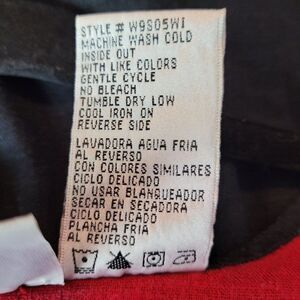 STYLE # W9S05W1
MACHINE WASH COLD
INSIDE OUT
WITH LIKE COLORS
GENTLE CYCLE
NO BLEACH
TUMBLE DRY LOW
COOL IRON ON
REVERSE SIDE
LAVADORA AGUA FRIA
AL REVERSO
CON COLORES SIMILARES
CICLO DELICADO
NO USAR BLANQUEADOR
SECAR EN SECADORA
CICLO DELICADO
PLANCHA FRIA
AL REVERSO